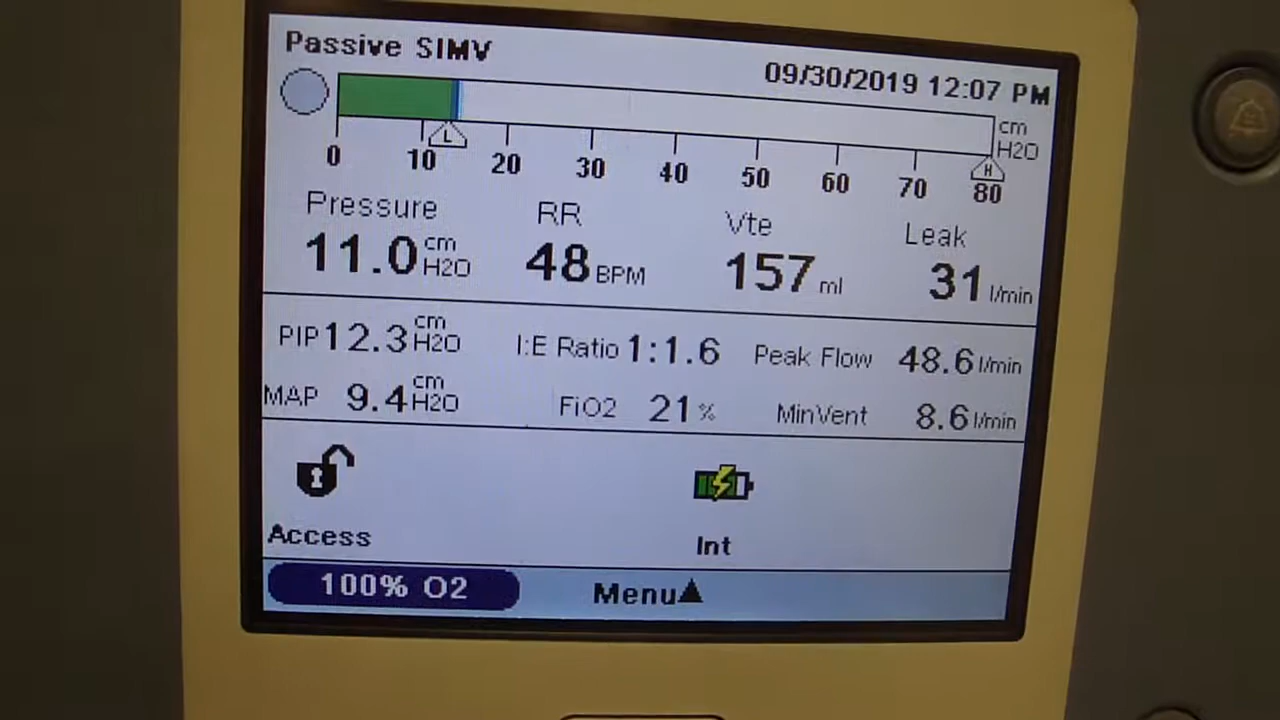 Passive SIMV
09/30/2019 12:07 PM
cm
H2O
L
H
0 10 20 30 40 50 60 70 80
Pressure RR Vte Leak
11.0 cm H2O 48 BPM 157 ml 31 l/min
PIP 12.3 cm H2O I:E Ratio 1:1.6 Peak Flow 48.6 l/min
MAP 9.4 cm H2O FiO2 21 % MinVent 8.6 l/min
Access Int
100% O2 Menu▲